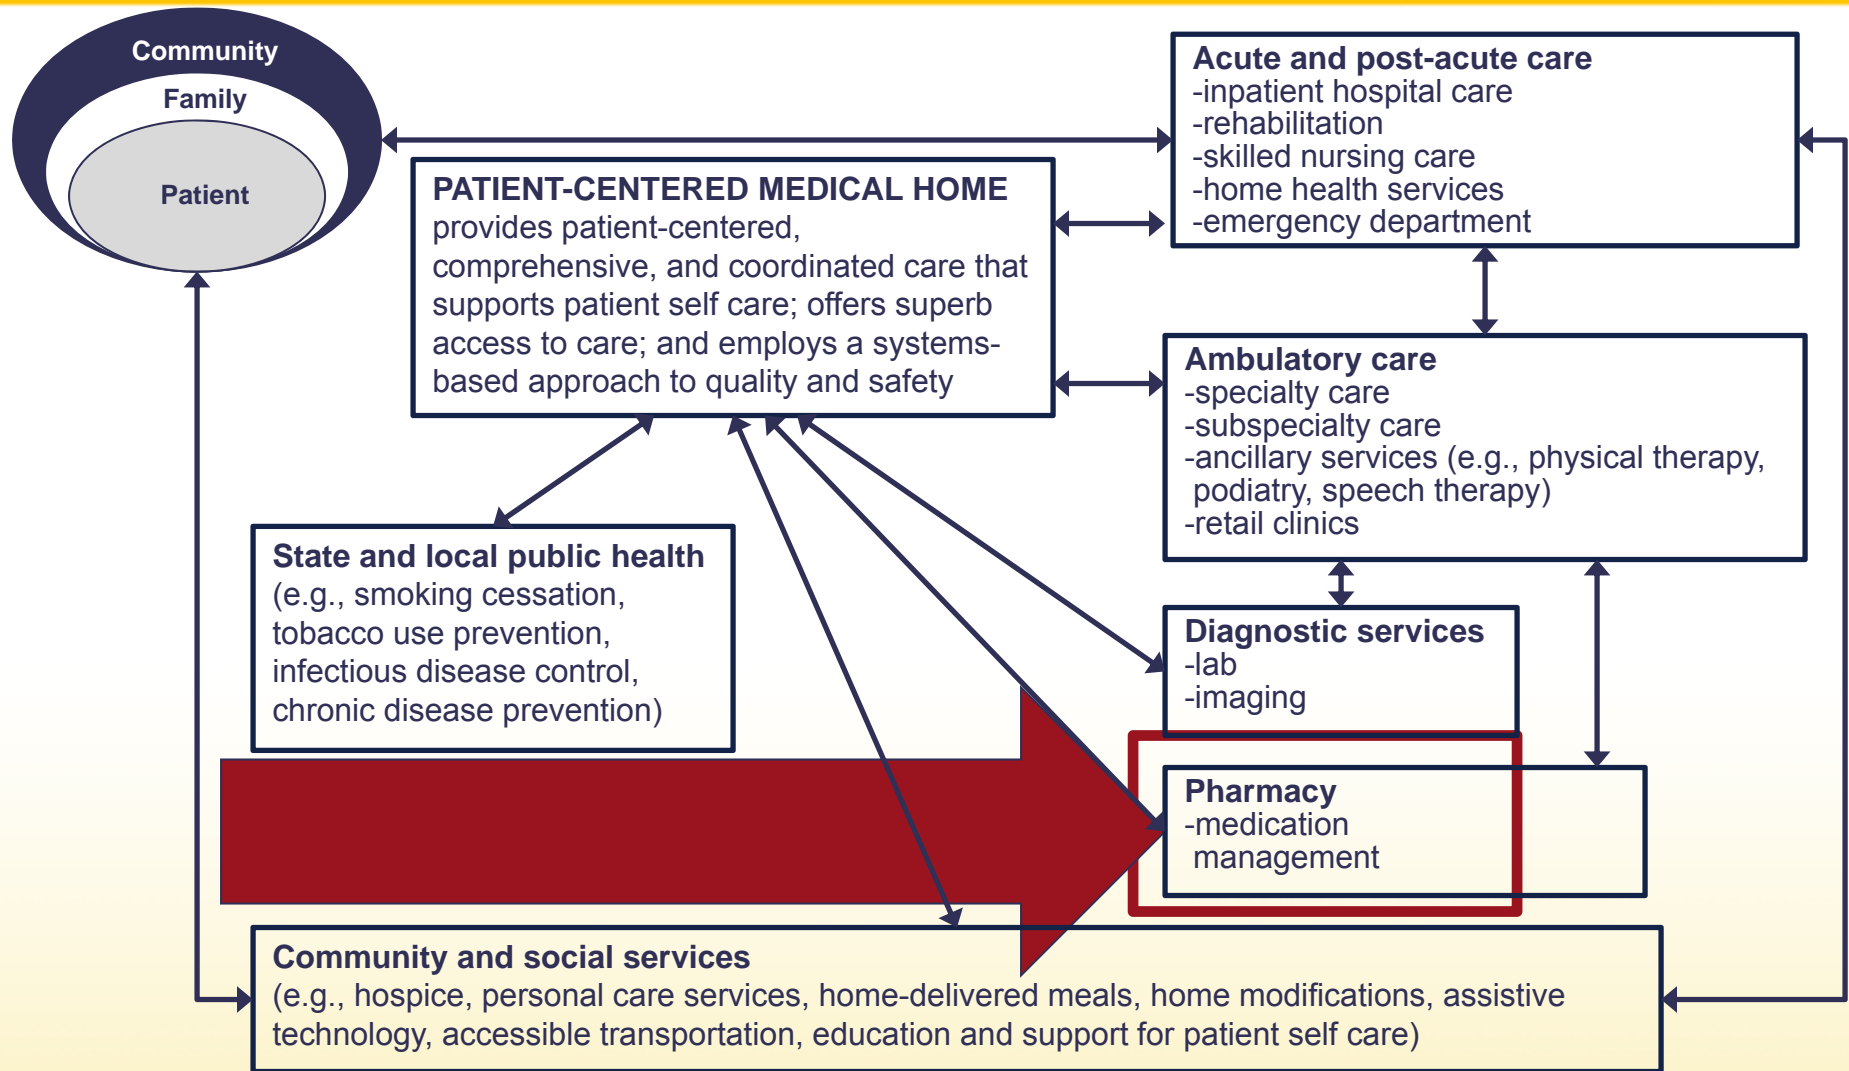 Community
Family
Patient
Acute and post-acute care
-inpatient hospital care
-rehabilitation
-skilled nursing care
-home health services
-emergency department
PATIENT-CENTERED MEDICAL HOME
provides patient-centered,
comprehensive, and coordinated care that
supports patient self care; offers superb
access to care; and employs a systems-
based approach to quality and safety
Ambulatory care
-specialty care
-subspecialty care
-ancillary services (e.g., physical therapy,
podiatry, speech therapy)
-retail clinics
State and local public health
(e.g., smoking cessation,
tobacco use prevention,
infectious disease control,
chronic disease prevention)
Diagnostic services
-lab
-imaging
Pharmacy
-medication
management
Community and social services
(e.g., hospice, personal care services, home-delivered meals, home modifications, assistive
technology, accessible transportation, education and support for patient self care)